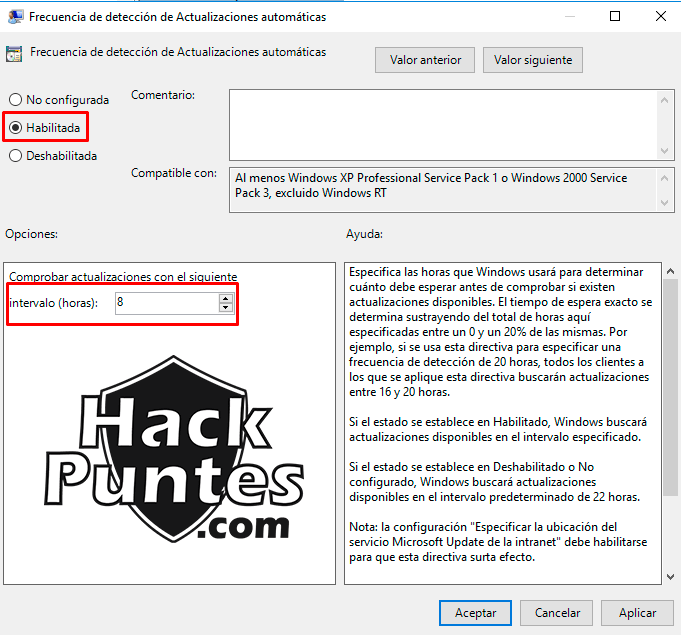 Frecuencia de detección de Actualizaciones automáticas
Frecuencia de detección de Actualizaciones automáticas
Valor anterior
Valor siguiente
No configurada
Habilitada
Deshabilitada
Comentario:
Compatible con:
Al menos Windows XP Professional Service Pack 1 o Windows 2000 Service
Pack 3, excluido Windows RT
Opciones:
Ayuda:
Comprobar actualizaciones con el siguiente
intervalo (horas):
8
Hack
Puntes
.com
Especifica las horas que Windows usará para determinar
cuánto debe esperar antes de comprobar si existen
actualizaciones disponibles. El tiempo de espera exacto se
determina sustrayendo del total de horas aquí
especificadas entre un 0 y un 20% de las mismas. Por
ejemplo, si se usa esta directiva para especificar una
frecuencia de detección de 20 horas, todos los clientes a
los que se aplique esta directiva buscarán actualizaciones
entre 16 y 20 horas.
Si el estado se establece en Habilitado, Windows buscará
actualizaciones disponibles en el intervalo especificado.
Si el estado se establece en Deshabilitado o No
configurado, Windows buscará actualizaciones
disponibles en el intervalo predeterminado de 22 horas.
Nota: la configuración "Especificar la ubicación del
servicio Microsoft Update de la intranet" debe habilitarse
para que esta directiva surta efecto.
Aceptar
Cancelar
Aplicar